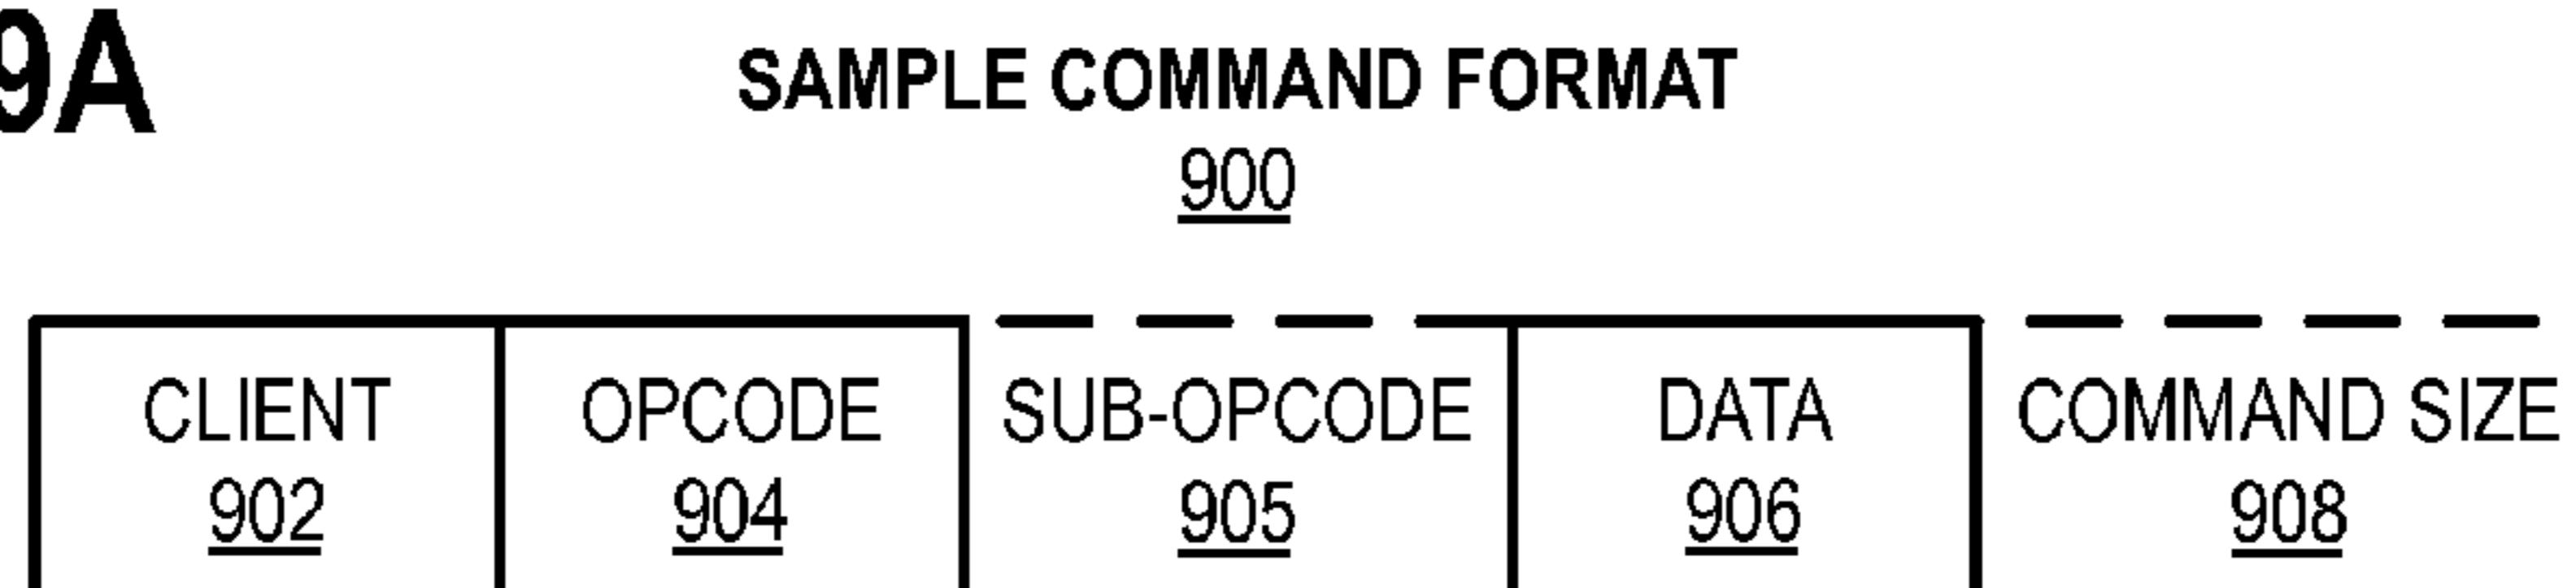 9A
SAMPLE COMMAND FORMAT
900
CLIENT OPCODE SUB-OPCODE DATA COMMAND SIZE
902 904 905 906 908